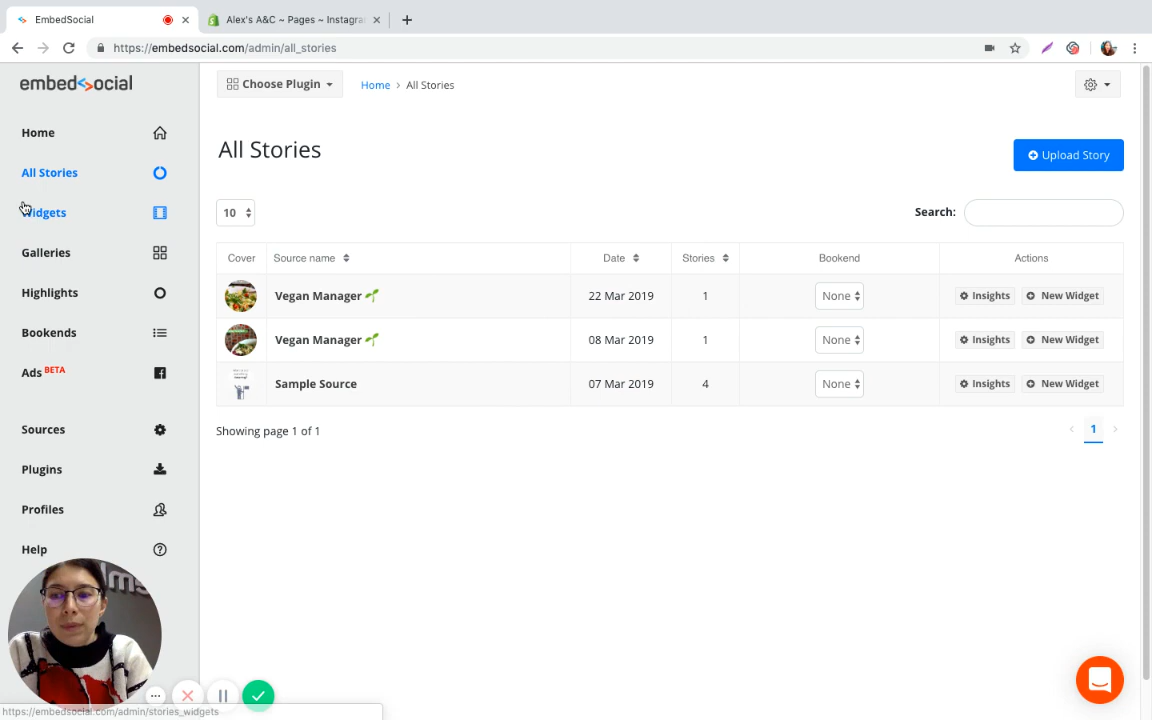 EmbedSocial
Alex's A&C ~ Pages ~ Instagra
https://embedsocial.com/admin/all_stories
embedsocial
Choose Plugin
Home › All Stories
Home
All Stories
Widgets
Galleries
Highlights
Bookends
Ads BETA
Sources
Plugins
Profiles
Help
All Stories
Upload Story
10
Search:
Cover Source name Date Stories Bookend Actions
Vegan Manager 22 Mar 2019 1 None Insights New Widget
Vegan Manager 08 Mar 2019 1 None Insights New Widget
Sample Source 07 Mar 2019 4 None Insights New Widget
Showing page 1 of 1
‹ 1 ›
https://embedsocial.com/admin/stories_widgets